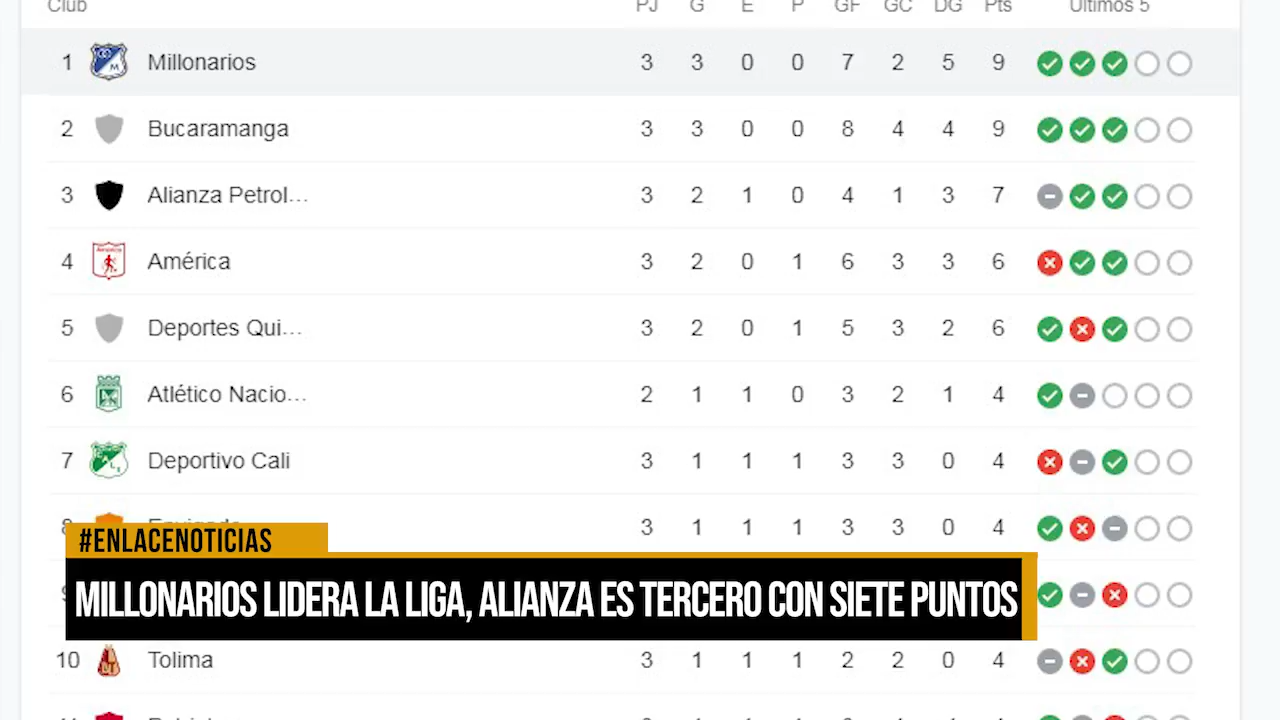 Club PJ G E P GF GC DG Pts Últimos 5
1 Millonarios 3 3 0 0 7 2 5 9
2 Bucaramanga 3 3 0 0 8 4 4 9
3 Alianza Petrol... 3 2 1 0 4 1 3 7
4 América 3 2 0 1 6 3 3 6
5 Deportes Qui... 3 2 0 1 5 3 2 6
6 Atlético Nacio... 2 1 1 0 3 2 1 4
7 Deportivo Cali 3 1 1 1 3 3 0 4
8 3 1 1 1 3 3 0 4
#ENLACENOTICIAS
MILLONARIOS LIDERA LA LIGA, ALIANZA ES TERCERO CON SIETE PUNTOS
10 Tolima 3 1 1 1 2 2 0 4